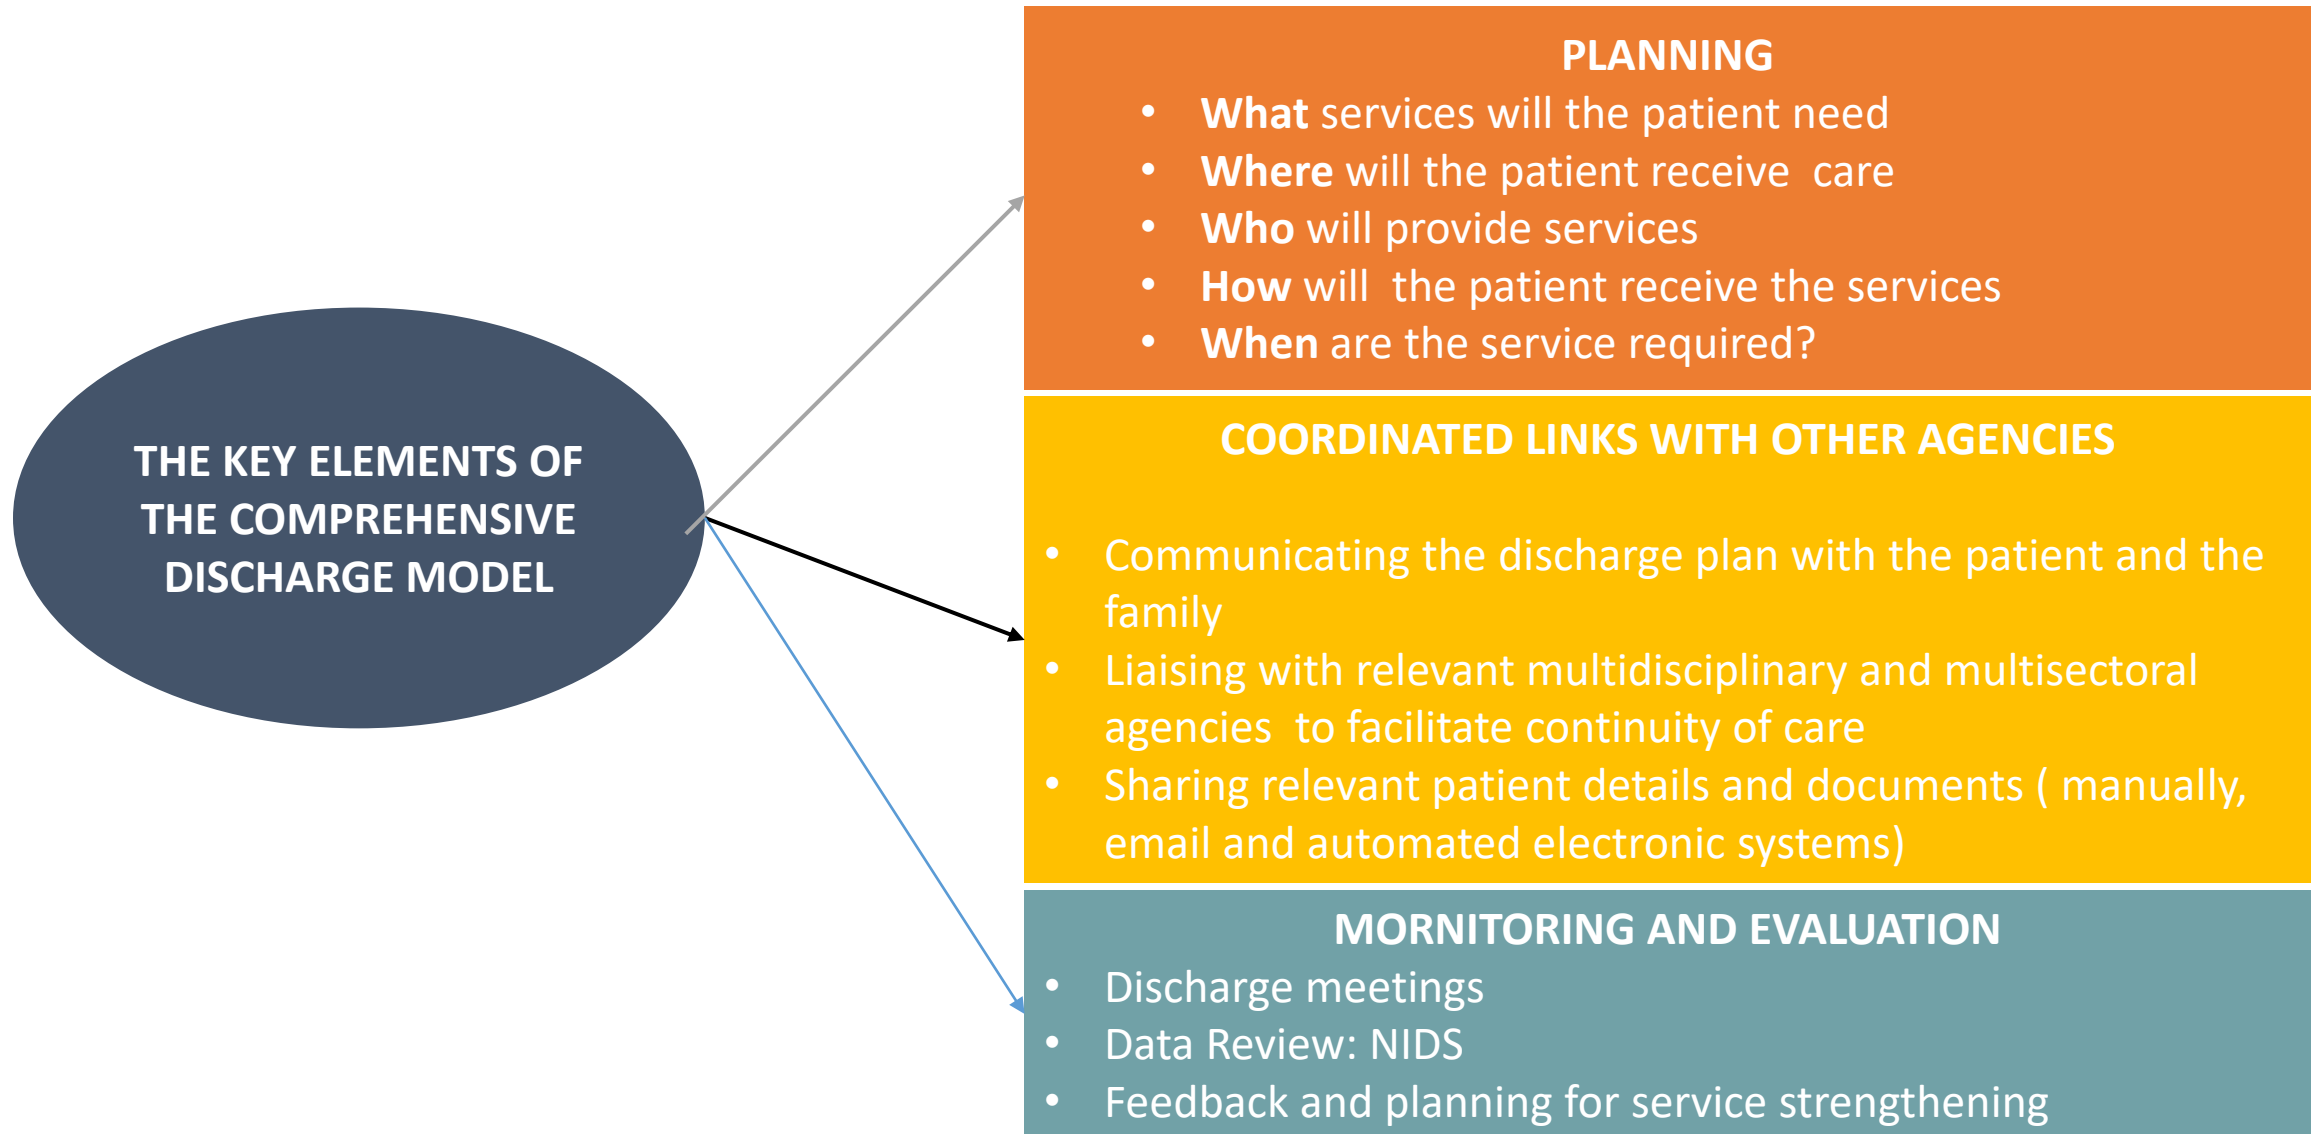 THE KEY ELEMENTS OF
THE COMPREHENSIVE
DISCHARGE MODEL
PLANNING
• What services will the patient need
• Where will the patient receive  care
• Who will provide services
• How will  the patient receive the services
• When are the service required?
COORDINATED LINKS WITH OTHER AGENCIES
• Communicating the discharge plan with the patient and the
family
• Liaising with relevant multidisciplinary and multisectoral
agencies  to facilitate continuity of care
• Sharing relevant patient details and documents ( manually,
email and automated electronic systems)
MORNITORING AND EVALUATION
• Discharge meetings
• Data Review: NIDS
• Feedback and planning for service strengthening